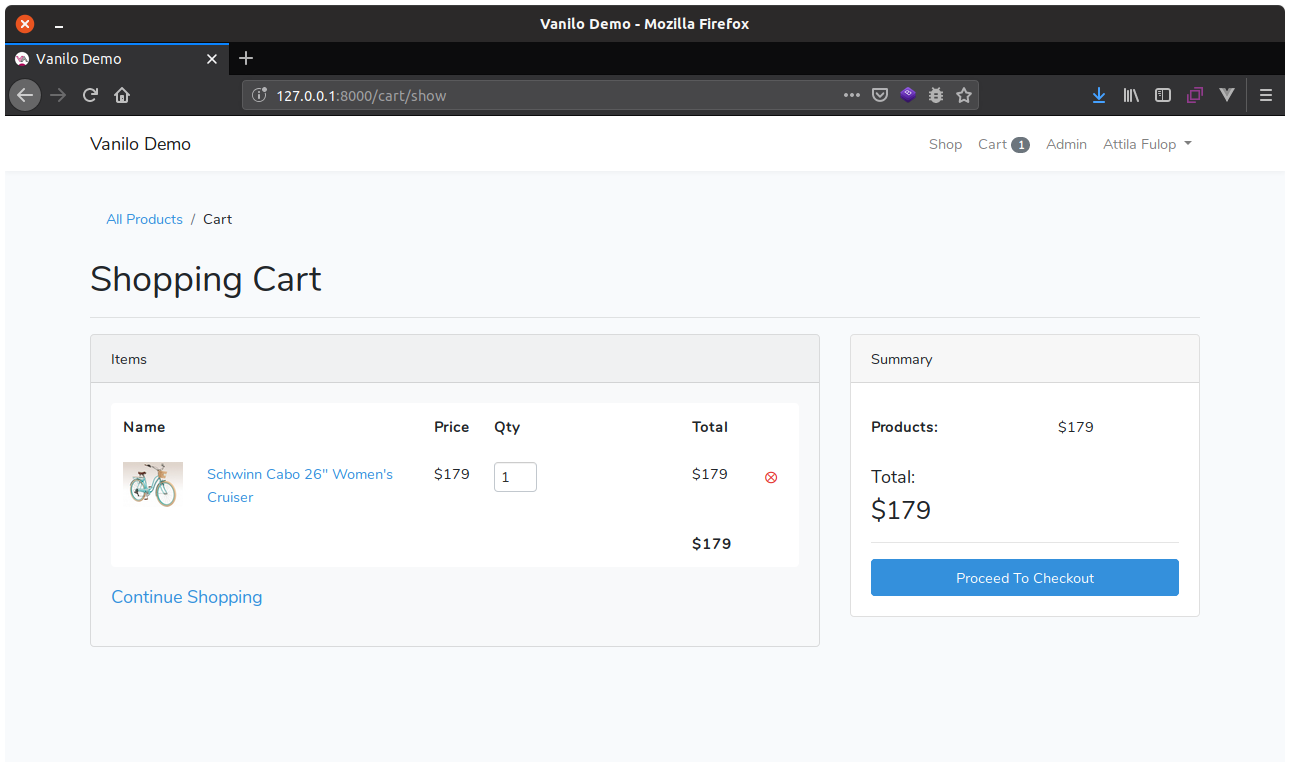 Vanilo Demo - Mozilla Firefox
Vanilo Demo
127.0.0.1:8000/cart/show
Vanilo Demo
Shop Cart 1 Admin Attila Fulop
All Products / Cart
Shopping Cart
Items
Name Price Qty Total
Schwinn Cabo 26" Women's $179 1 $179
Cruiser
$179
Continue Shopping
Summary
Products: $179
Total:
$179
Proceed To Checkout